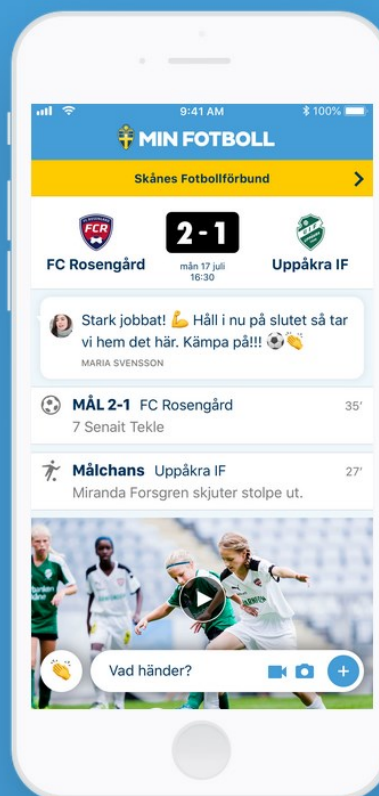 9:41 AM
100%
MIN FOTBOLL
Skånes Fotbollförbund
FCR
2 - 1
FC Rosengård
mån 17 juli
16:30
Uppåkra IF
Stark jobbat! 💪 Håll i nu på slutet så tar
vi hem det här. Kämpa på!!! ⚽👏
MARIA SVENSSON
MÅL 2-1 FC Rosengård
35'
7 Senait Tekle
Målchans Uppåkra IF
27'
Miranda Forsgren skjuter stolpe ut.
Vad händer?